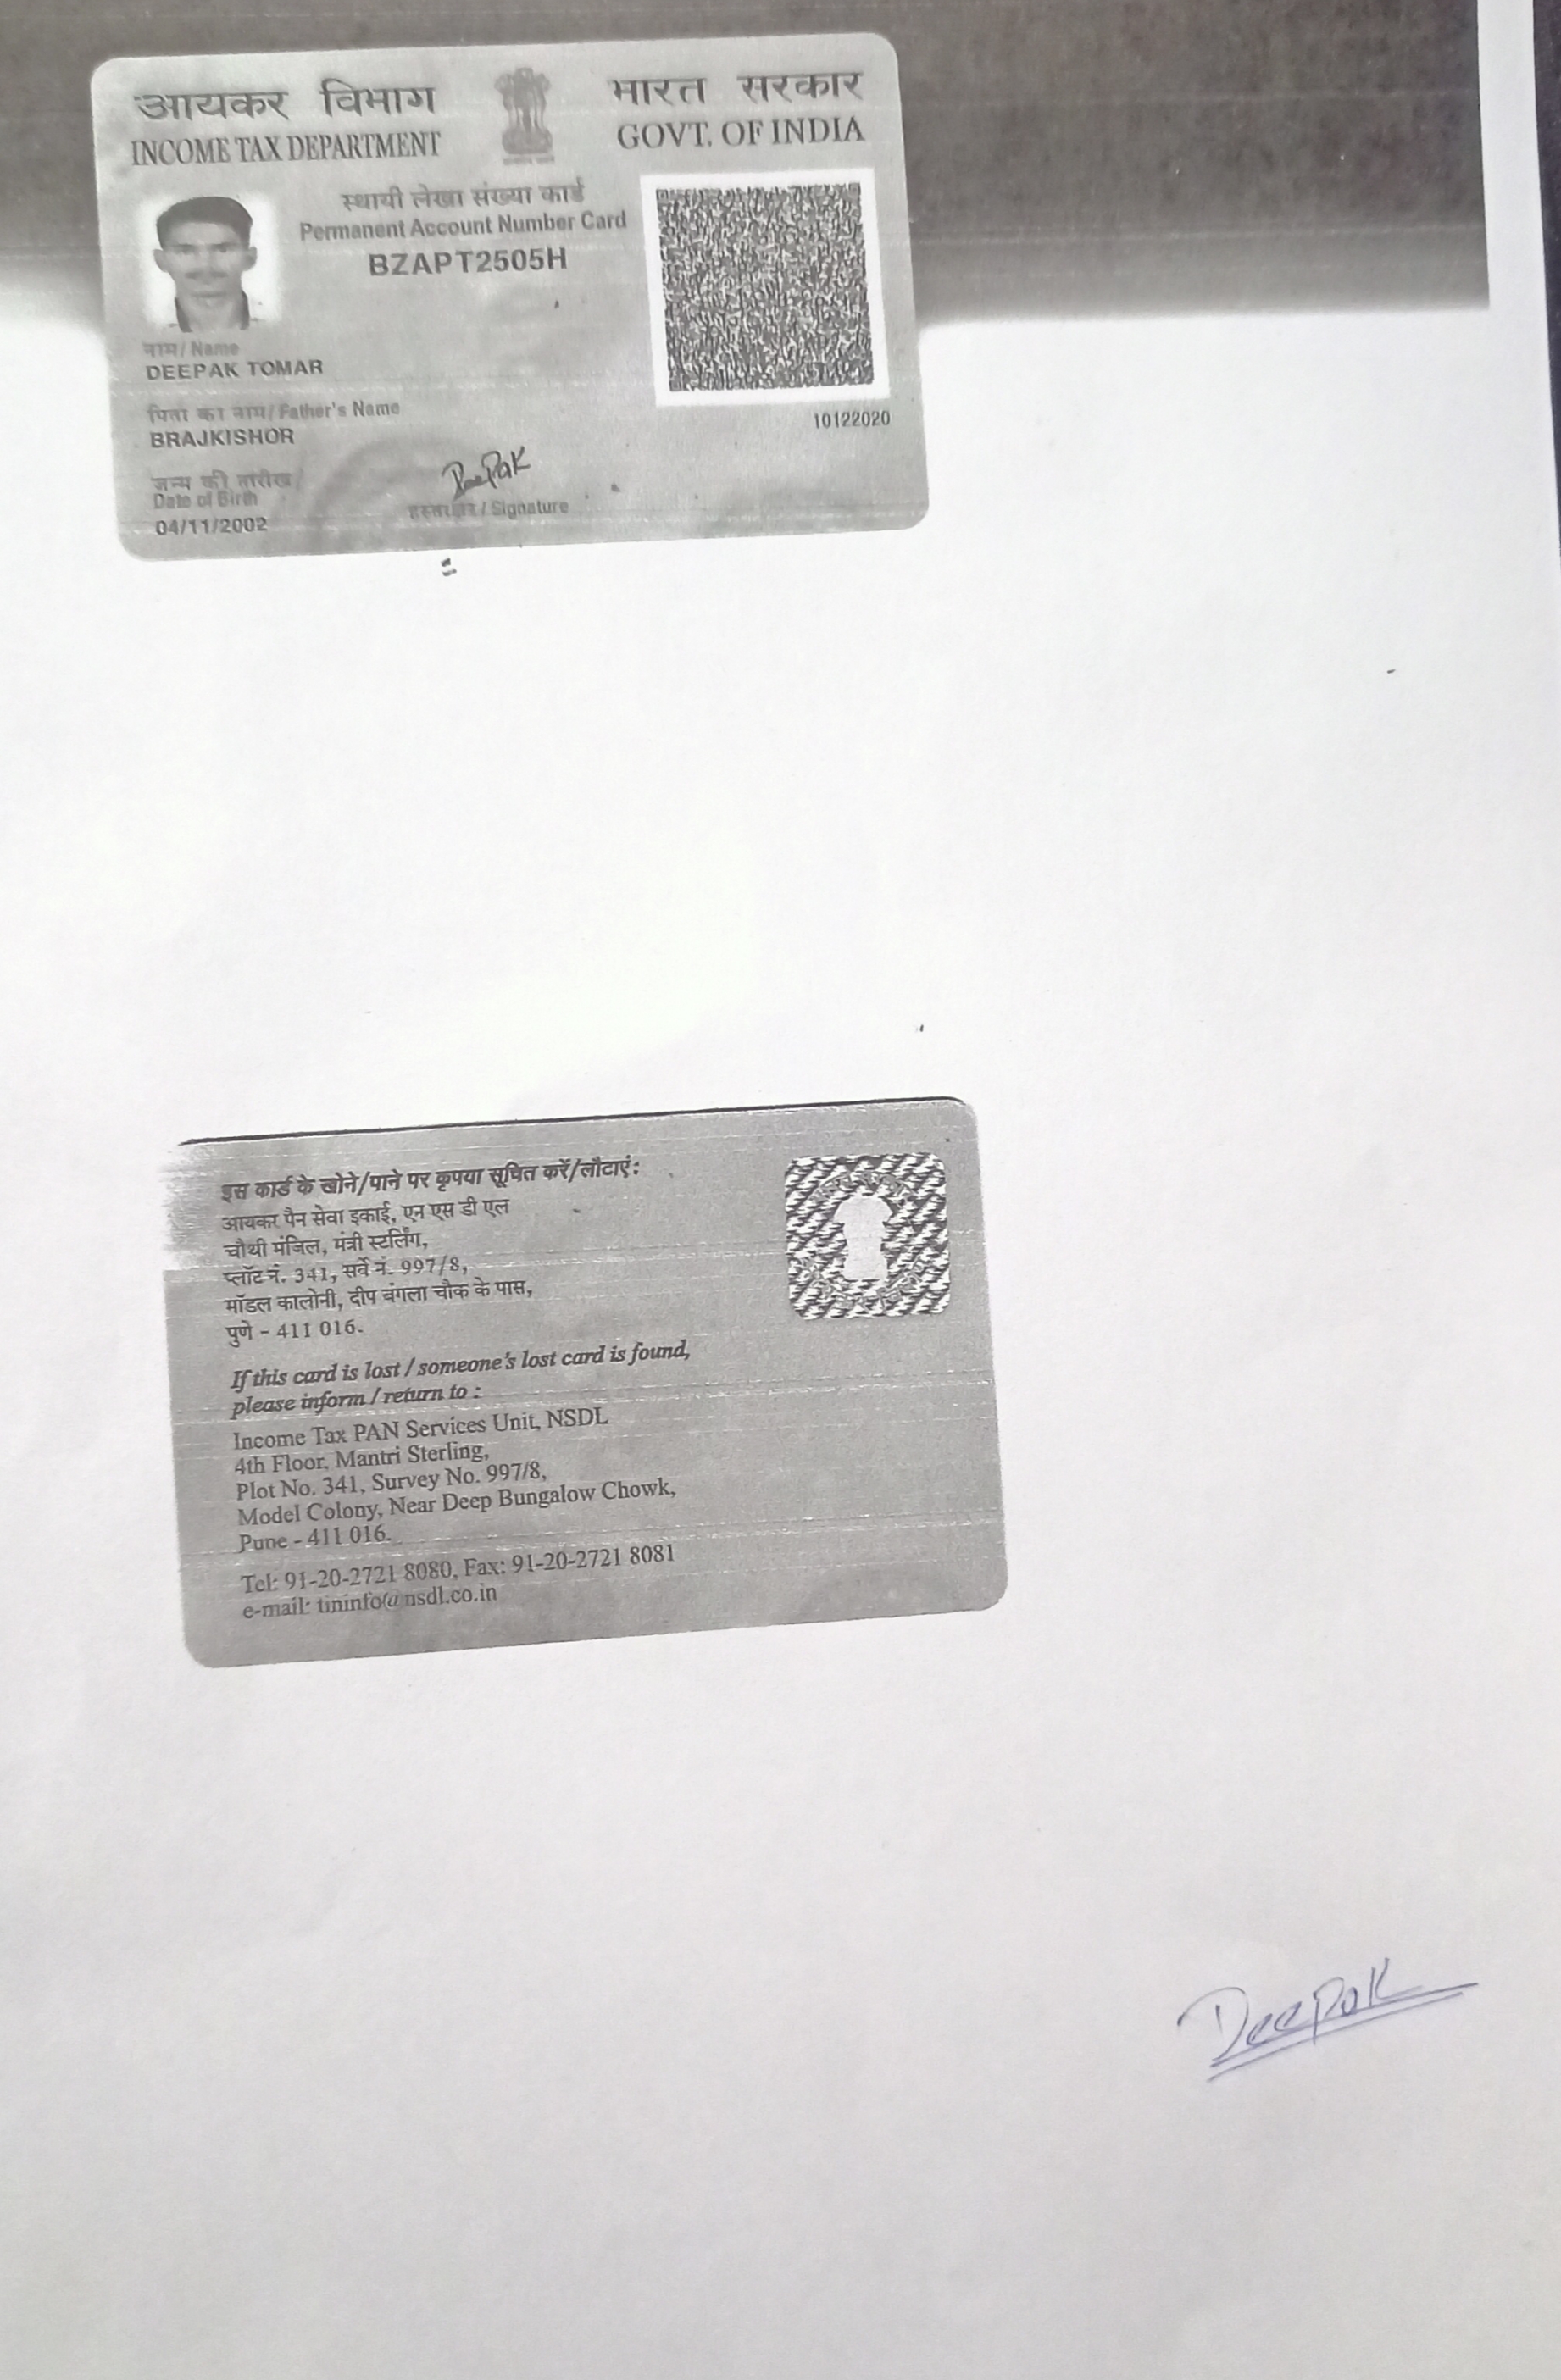 आयकर विभाग
INCOME TAX DEPARTMENT
भारत सरकार
GOVT. OF INDIA
स्थायी लेखा संख्या कार्ड
Permanent Account Number Card
BZAPT2505H
नाम / Name
DEEPAK TOMAR
पिता का नाम / Father's Name
BRAJKISHOR
10122020
जन्म की तारीख /
Date of Birth
04/11/2002
DeePak
हस्ताक्षर / Signature
इस कार्ड के खोने/पाने पर कृपया सूचित करें/लौटाएं:
आयकर पैन सेवा इकाई, एन एस डी एल
चौथी मंजिल, मंत्री स्टर्लिंग,
प्लॉट नं. 341, सर्वे नं. 997/8,
मॉडल कालोनी, दीप बंगला चौक के पास,
पुणे - 411 016.
If this card is lost / someone's lost card is found,
please inform / return to :
Income Tax PAN Services Unit, NSDL
4th Floor, Mantri Sterling,
Plot No. 341, Survey No. 997/8,
Model Colony, Near Deep Bungalow Chowk,
Pune - 411 016.
Tel: 91-20-2721 8080, Fax: 91-20-2721 8081
e-mail: tininfo@nsdl.co.in
Deepak